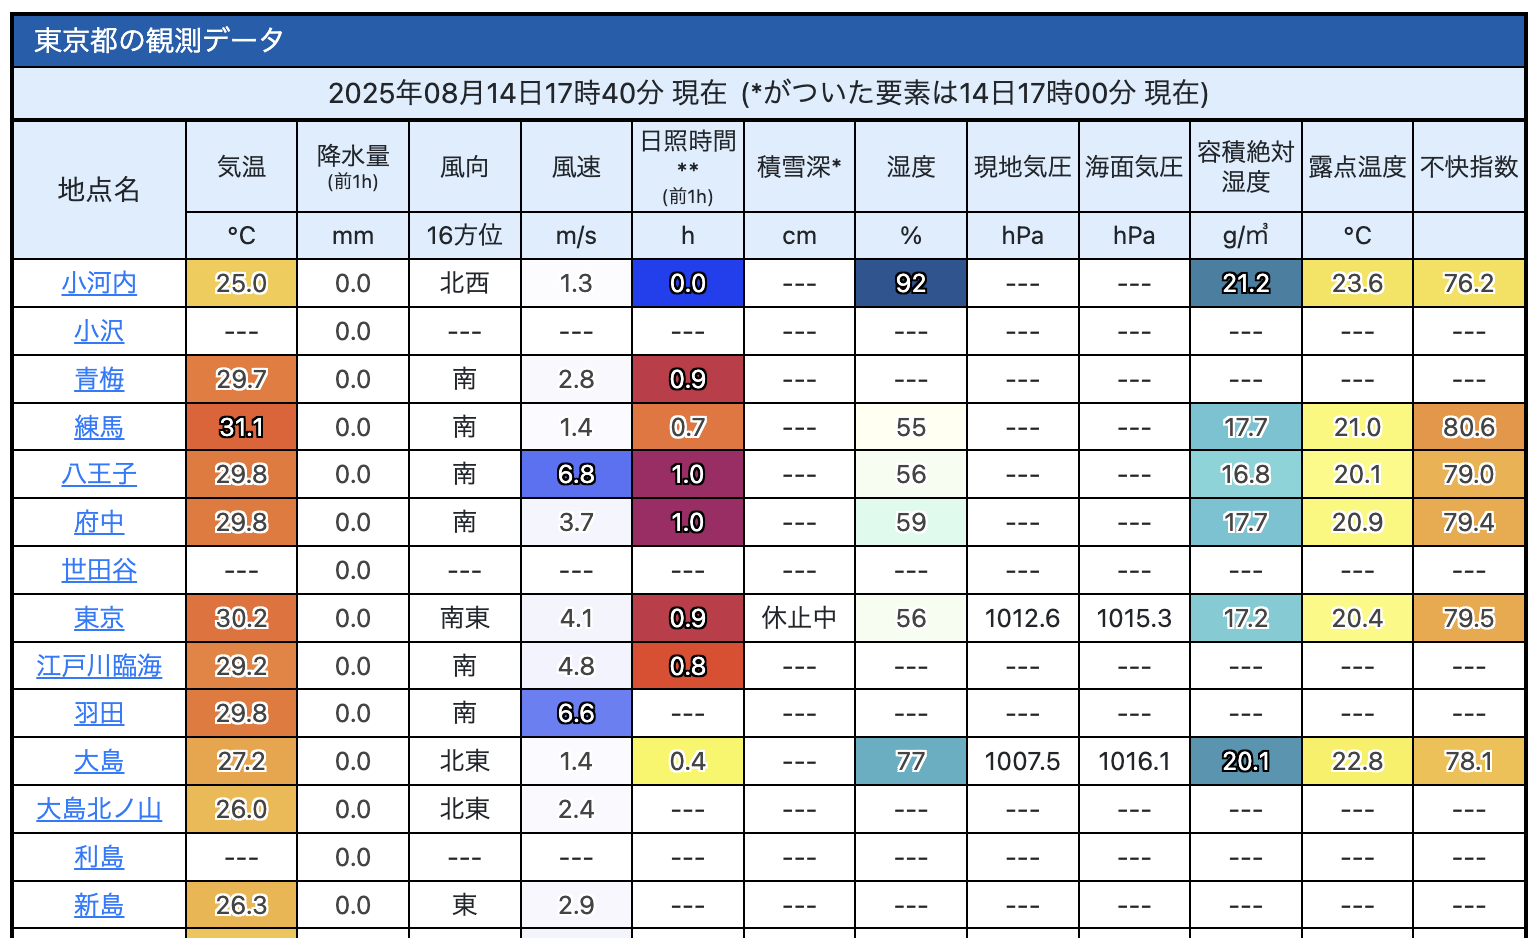 東京都の観測データ
2025年08月14日17時40分 現在 (*がついた要素は14日17時00分 現在)
地点名 気温 降水量 (前1h) 風向 風速 日照時間** (前1h) 積雪深* 湿度 現地気圧 海面気圧 容積絶対湿度 露点温度 不快指数
℃ mm 16方位 m/s h cm % hPa hPa g/㎥ ℃
小河内 25.0 0.0 北西 1.3 0.0 --- 92 --- --- 21.2 23.6 76.2
小沢 --- 0.0 --- --- --- --- --- --- --- --- --- ---
青梅 29.7 0.0 南 2.8 0.9 --- --- --- --- --- --- ---
練馬 31.1 0.0 南 1.4 0.7 --- 55 --- --- 17.7 21.0 80.6
八王子 29.8 0.0 南 6.8 1.0 --- 56 --- --- 16.8 20.1 79.0
府中 29.8 0.0 南 3.7 1.0 --- 59 --- --- 17.7 20.9 79.4
世田谷 --- 0.0 --- --- --- --- --- --- --- --- --- ---
東京 30.2 0.0 南東 4.1 0.9 休止中 56 1012.6 1015.3 17.2 20.4 79.5
江戸川臨海 29.2 0.0 南 4.8 0.8 --- --- --- --- --- --- ---
羽田 29.8 0.0 南 6.6 --- --- --- --- --- --- --- ---
大島 27.2 0.0 北東 1.4 0.4 --- 77 1007.5 1016.1 20.1 22.8 78.1
大島北ノ山 26.0 0.0 北東 2.4 --- --- --- --- --- --- --- ---
利島 --- 0.0 --- --- --- --- --- --- --- --- --- ---
新島 26.3 0.0 東 2.9 --- --- --- --- --- --- --- ---